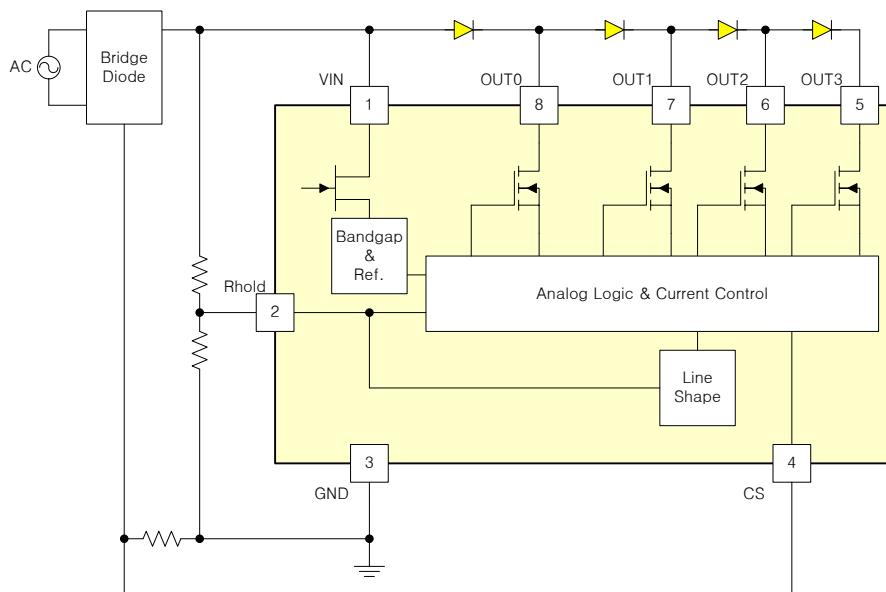 AC
Bridge
Diode
VIN
OUT0
OUT1
OUT2
OUT3
1
8
7
6
5
Bandgap
&
Ref.
Rhold
2
Analog Logic & Current Control
Line
Shape
3
4
GND
CS